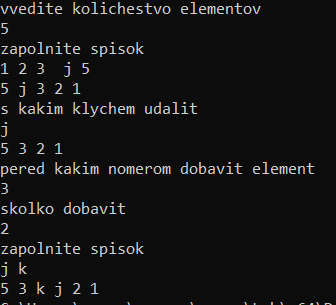 vvedite kolichestvo elementov
5
zapolnite spisok
1 2 3  j 5
5 j 3 2 1
s kakim klychem udalit
j
5 3 2 1
pered kakim nomerom dobavit element
3
skolko dobavit
2
zapolnite spisok
j k
5 3 k j 2 1